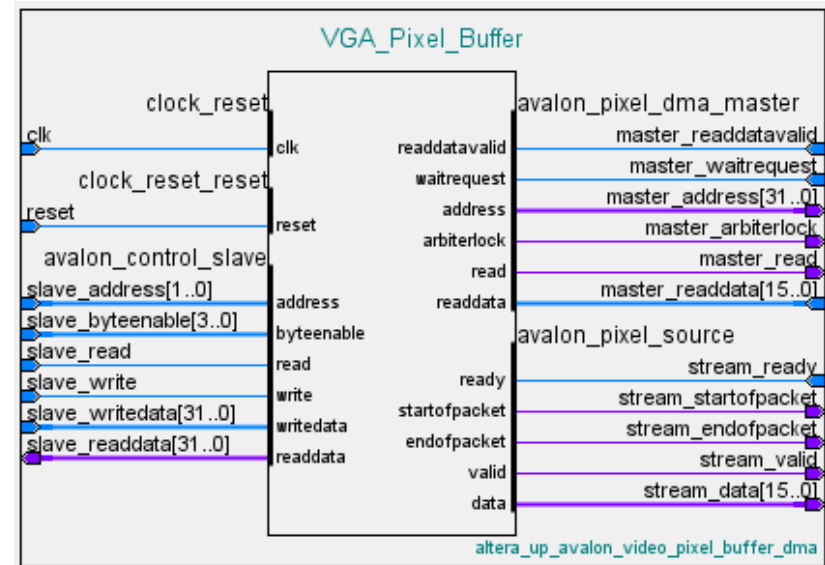 VGA_Pixel_Buffer
clock_reset
clk
clk
clock_reset_reset
reset
reset
avalon_control_slave
slave_address[1..0]
address
slave_byteenable[3..0]
byteenable
slave_read
read
slave_write
write
slave_writedata[31..0]
writedata
slave_readdata[31..0]
readdata
avalon_pixel_dma_master
master_readdatavalid
readdatavalid
master_waitrequest
waitrequest
master_address[31..0]
address
master_arbiterlock
arbiterlock
master_read
read
master_readdata[15..0]
readdata
avalon_pixel_source
stream_ready
ready
stream_startofpacket
startofpacket
stream_endofpacket
endofpacket
stream_valid
valid
stream_data[15..0]
data
altera_up_avalon_video_pixel_buffer_dma